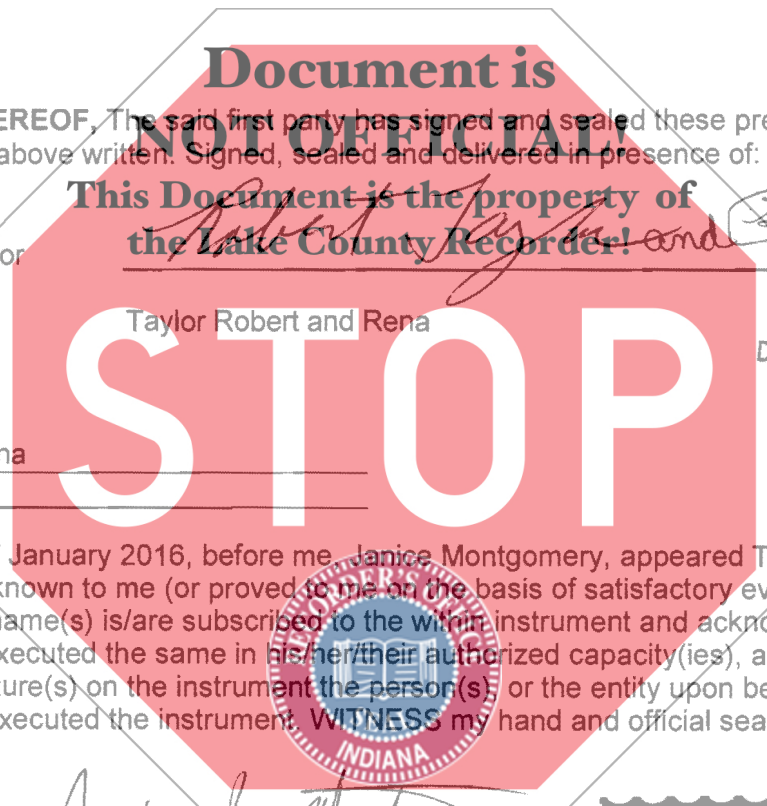 Document is
EREOF, The said first party has signed and sealed these pre
NOT OFFICIAL!
above written. Signed, sealed and delivered in presence of:
This Document is the property of
Robert Taylor and
the Lake County Recorder!
or
Taylor Robert and Rena
STOP
D
na
January 2016, before me, Janice Montgomery, appeared T
known to me (or proved to me on the basis of satisfactory ev
name(s) is/are subscribed to the within instrument and ackno
xecuted the same in his/her/their authorized capacity(ies), a
ture(s) on the instrument the person(s), or the entity upon be
xecuted the instrument. WITNESS my hand and official sea
RECORDER'S OFFICE
SEAL
INDIANA